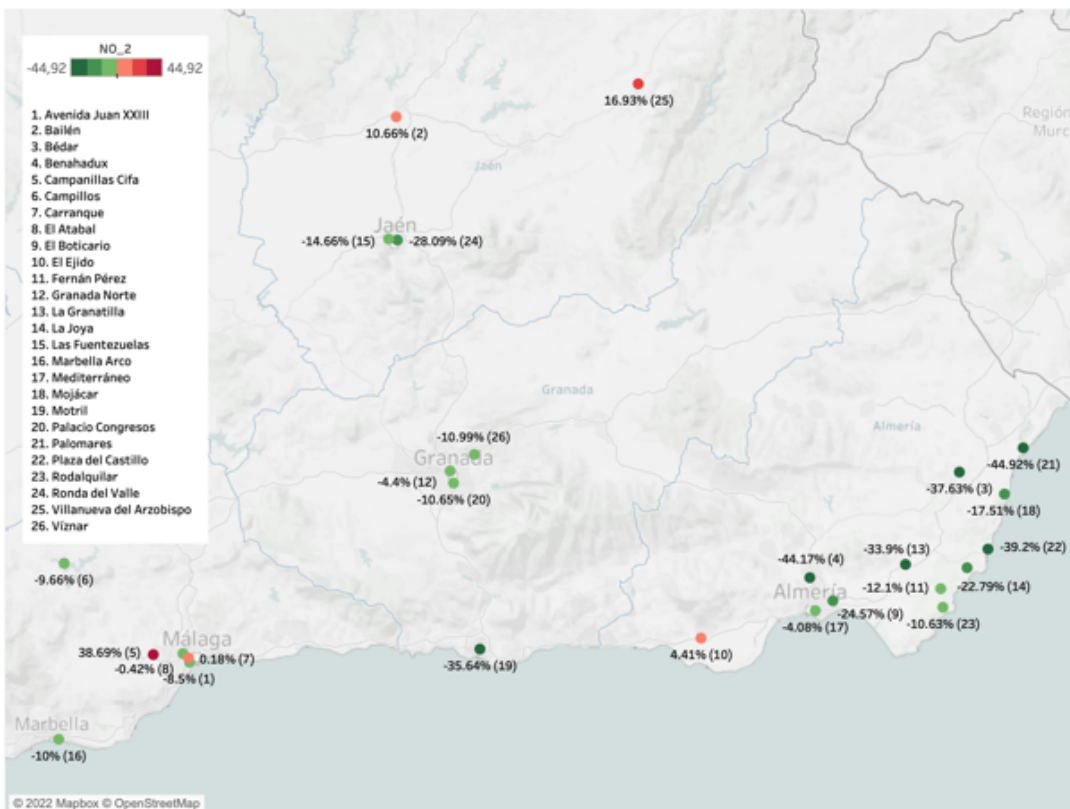 NO_2
-44,92 44,92
1. Avenida Juan XXIII
2. Bailén
3. Bédar
4. Benahadux
5. Campanillas Cifa
6. Campillos
7. Carranque
8. El Atabal
9. El Boticario
10. El Ejido
11. Fernán Pérez
12. Granada Norte
13. La Granatilla
14. La Joya
15. Las Fuentezuelas
16. Marbella Arco
17. Mediterráneo
18. Mojácar
19. Motril
20. Palacio Congresos
21. Palomares
22. Plaza del Castillo
23. Rodalquilar
24. Ronda del Valle
25. Villanueva del Arzobispo
26. Víznar
16.93% (25)
10.66% (2)
Región
Murc
Jaén
Jaén
-14.66% (15)
-28.09% (24)
Granada
Almería
-10.99% (26)
Granada
-4.4% (12)
-10.65% (20)
-44.92% (21)
-37.63% (3)
-17.51% (18)
-39.2% (22)
-33.9% (13)
-44.17% (4)
-9.66% (6)
-12.1% (11)
-22.79% (14)
Almería
-24.57% (9)
-10.63% (23)
-4.08% (17)
Málaga
38.69% (5)
0.18% (7)
-0.42% (8)
-8.5% (1)
-35.64% (19)
4.41% (10)
Marbella
-10% (16)
© 2022 Mapbox © OpenStreetMap